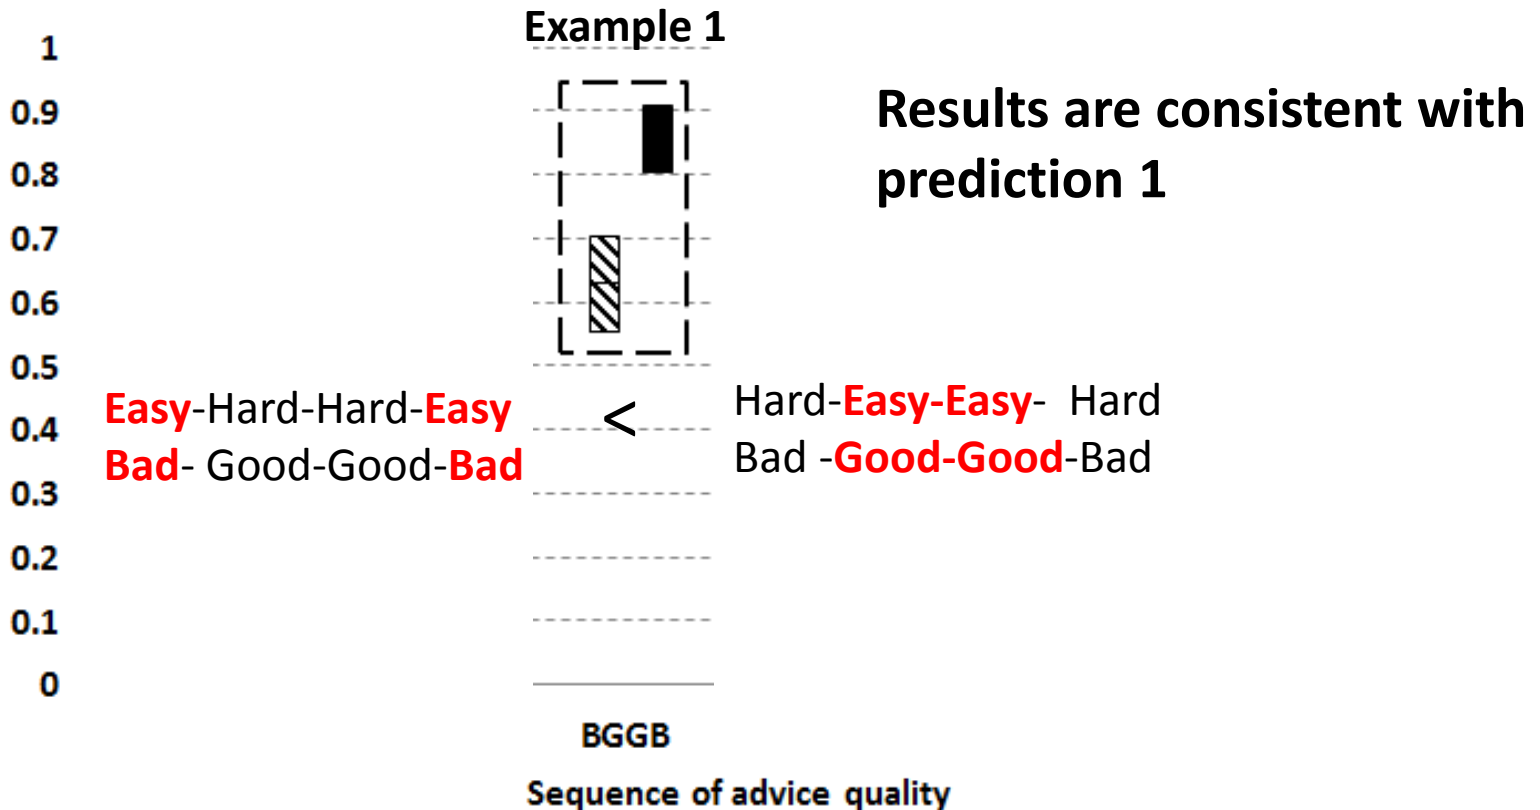 Example 1
1
0.9
0.8
0.7
0.6
0.5
0.4
0.3
0.2
0.1
0
Results are consistent with
prediction 1
Easy-Hard-Hard-Easy
Bad- Good-Good-Bad
<
Hard-Easy-Easy- Hard
Bad -Good-Good-Bad
BGGB
Sequence of advice quality